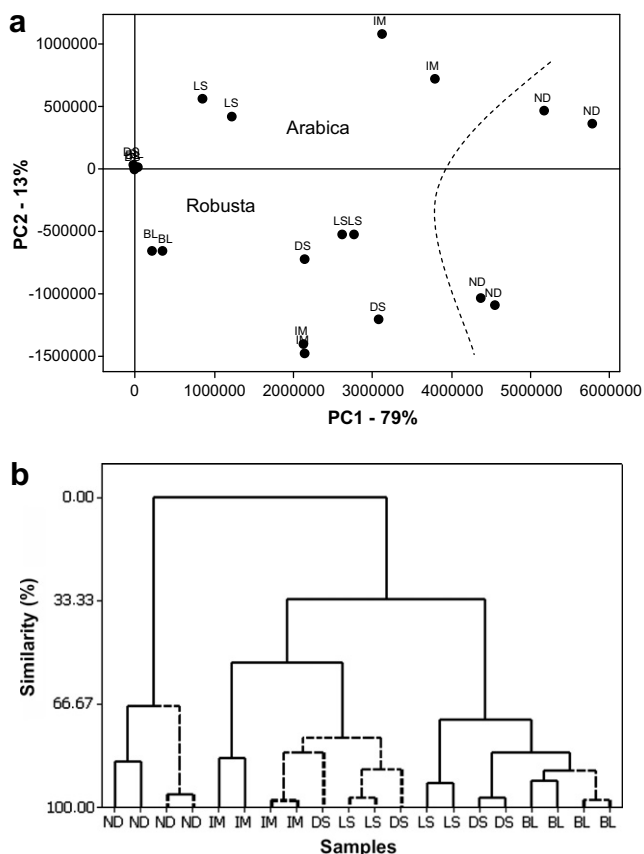 a
1000000
500000
0
-500000
-1000000
-1500000
PC2 - 13%
IM
IM
LS
LS
ND
ND
Arabica
DS
Robusta
BL
BL
LS
LS
DS
DS
IM
IM
ND
ND
0 1000000 2000000 3000000 4000000 5000000 6000000
PC1 - 79%
b
0.00
33.33
66.67
100.00
Similarity (%)
ND ND ND ND IM IM IM IM DS LS LS DS LS LS DS DS BL BL BL BL
Samples